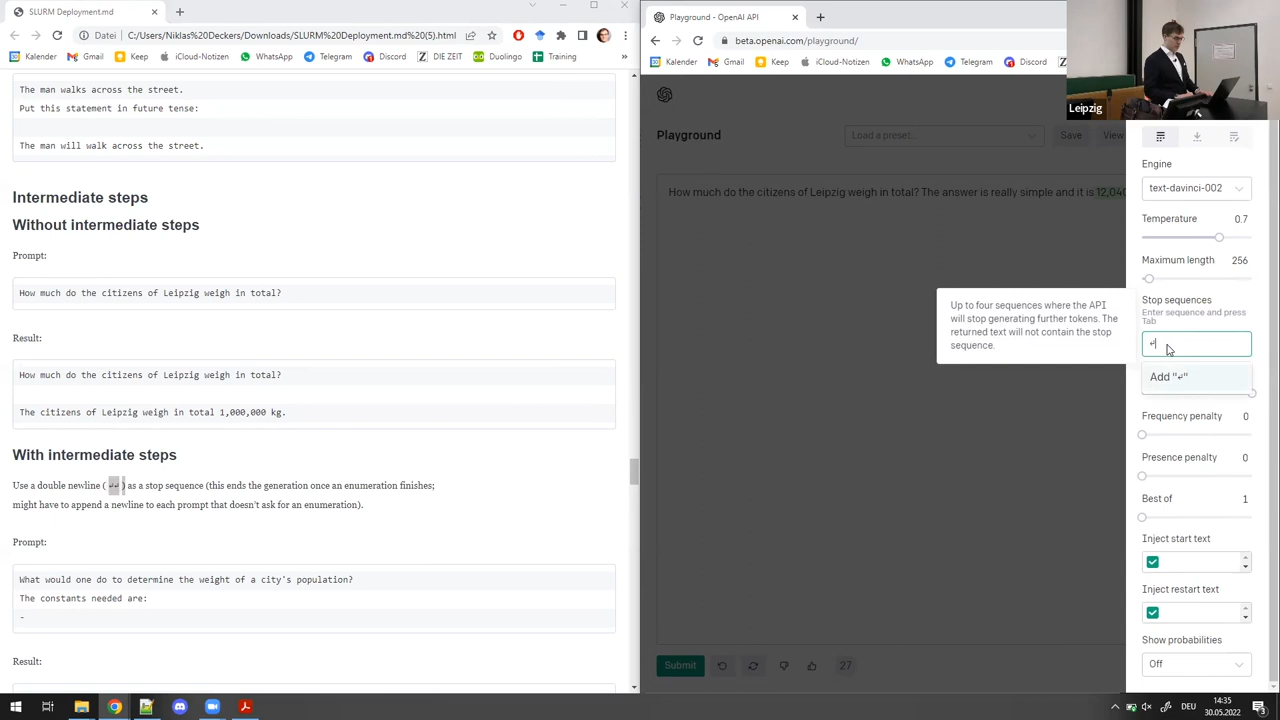 SLURM Deployment.md
Datei
C:/Users/Niklas%20Deckers/Downloads/SLURM%20Deployment.md%20(5).html
Kalender
Gmail
Keep
iCloud-Notizen
WhatsApp
Telegram
Discord
DIE ZEIT
Duolingo
Training
The man walks across the street.
Put this statement in future tense:
The man will walk across the street.
Intermediate steps
Without intermediate steps
Prompt:
How much do the citizens of Leipzig weigh in total?
Result:
How much do the citizens of Leipzig weigh in total?
The citizens of Leipzig weigh in total 1,000,000 kg.
With intermediate steps
Use a double newline ( ↵↵ ) as a stop sequence (this ends the generation once an enumeration finishes;
might have to append a newline to each prompt that doesn't ask for an enumeration).
Prompt:
What would one do to determine the weight of a city's population?
The constants needed are:
-
Result:
Playground - OpenAI API
beta.openai.com/playground/
Kalender
Gmail
Keep
iCloud-Notizen
WhatsApp
Telegram
Discord
Leipzig
Playground
Load a preset...
Save
View
How much do the citizens of Leipzig weigh in total? The answer is really simple and it is 12,040
Up to four sequences where the API
will stop generating further tokens. The
returned text will not contain the stop
sequence.
Submit
27
Engine
text-davinci-002
Temperature 0.7
Maximum length 256
Stop sequences
Enter sequence and press
Tab
↵
Add "↵"
Frequency penalty 0
Presence penalty 0
Best of 1
Inject start text
Inject restart text
Show probabilities
Off
DEU
14:35
30.05.2022
3